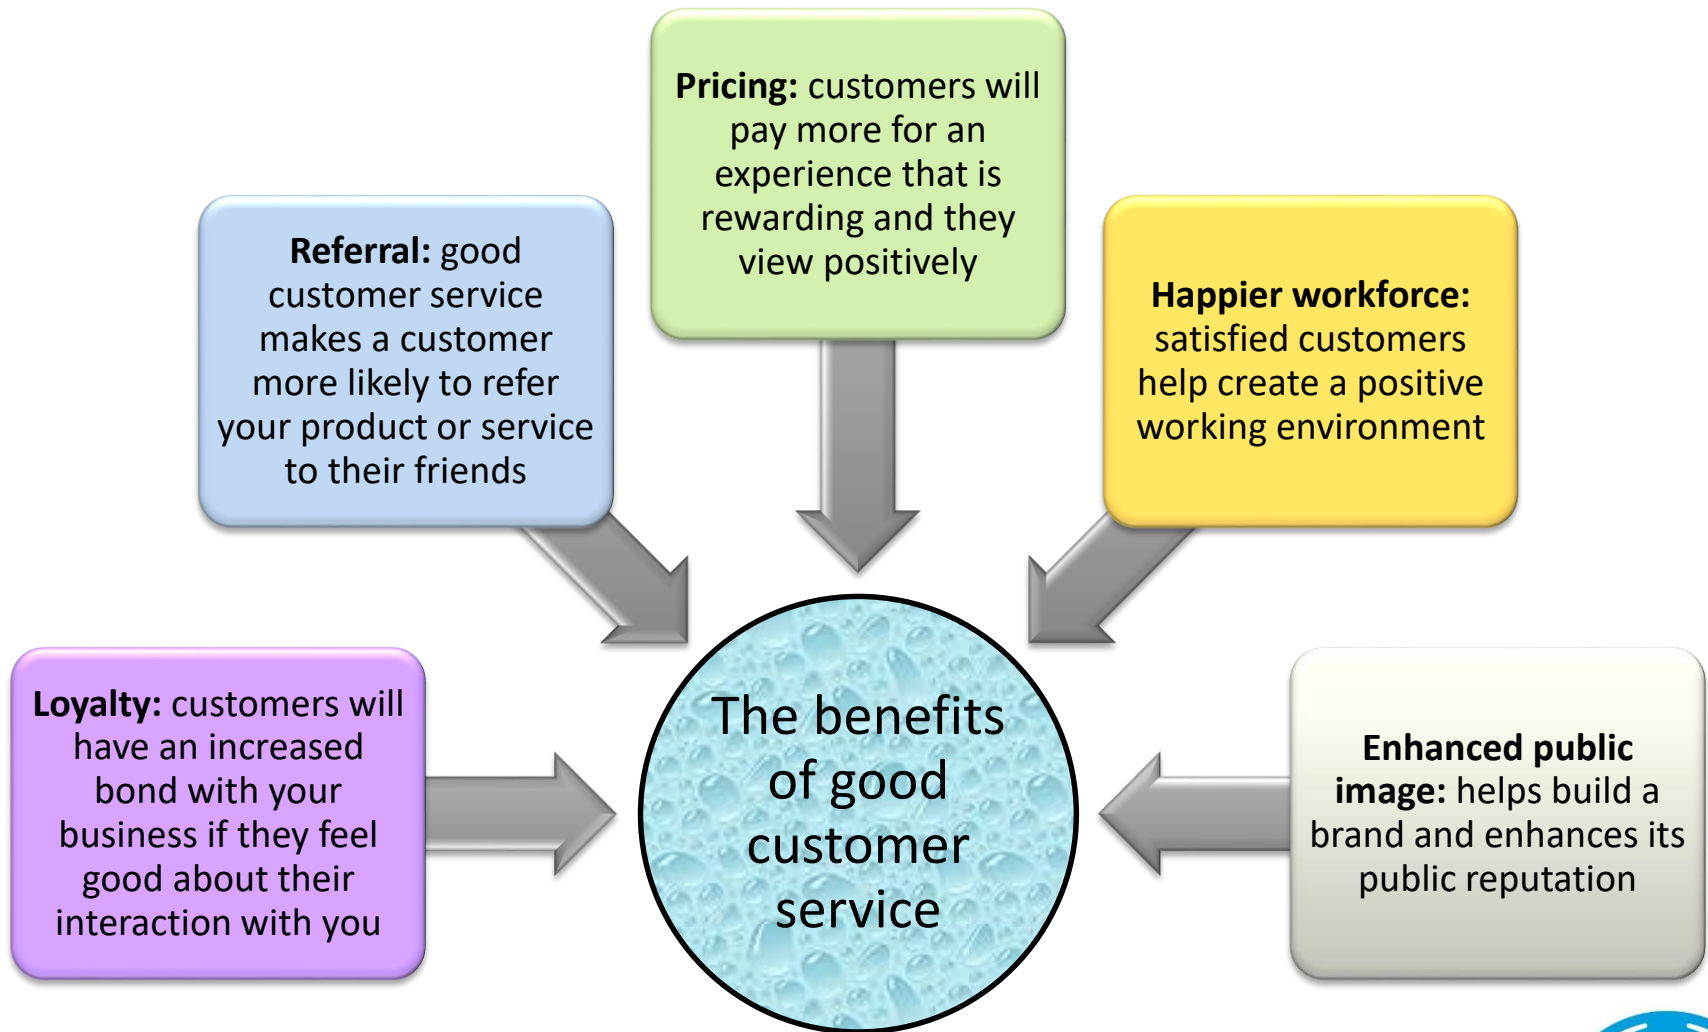 Pricing: customers will
pay more for an
experience that is
rewarding and they
view positively
Referral: good
customer service
makes a customer
more likely to refer
your product or service
to their friends
Happier workforce:
satisfied customers
help create a positive
working environment
Loyalty: customers will
have an increased
bond with your
business if they feel
good about their
interaction with you
The benefits
of good
customer
service
Enhanced public
image: helps build a
brand and enhances its
public reputation